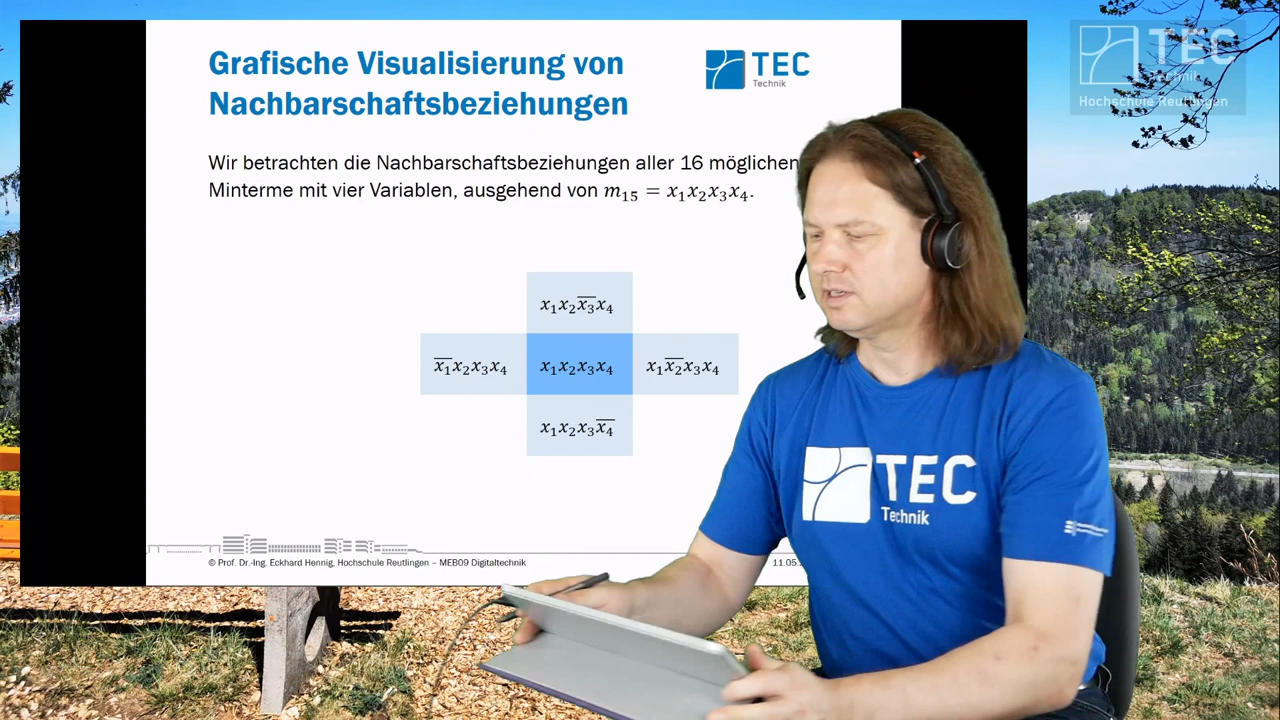 Grafische Visualisierung von
Nachbarschaftsbeziehungen
TEC
Technik
TEC
Technik
Hochschule Reutlingen
Wir betrachten die Nachbarschaftsbeziehungen aller 16 möglichen
Minterme mit vier Variablen, ausgehend von m₁₅ = x₁x₂x₃x₄.
x₁x₂x̅₃x₄
x̅₁x₂x₃x₄ x₁x₂x₃x₄ x₁x̅₂x₃x₄
x₁x₂x₃x̅₄
TEC
Technik
© Prof. Dr.-Ing. Eckhard Hennig, Hochschule Reutlingen – MEB09 Digitaltechnik
11.05.